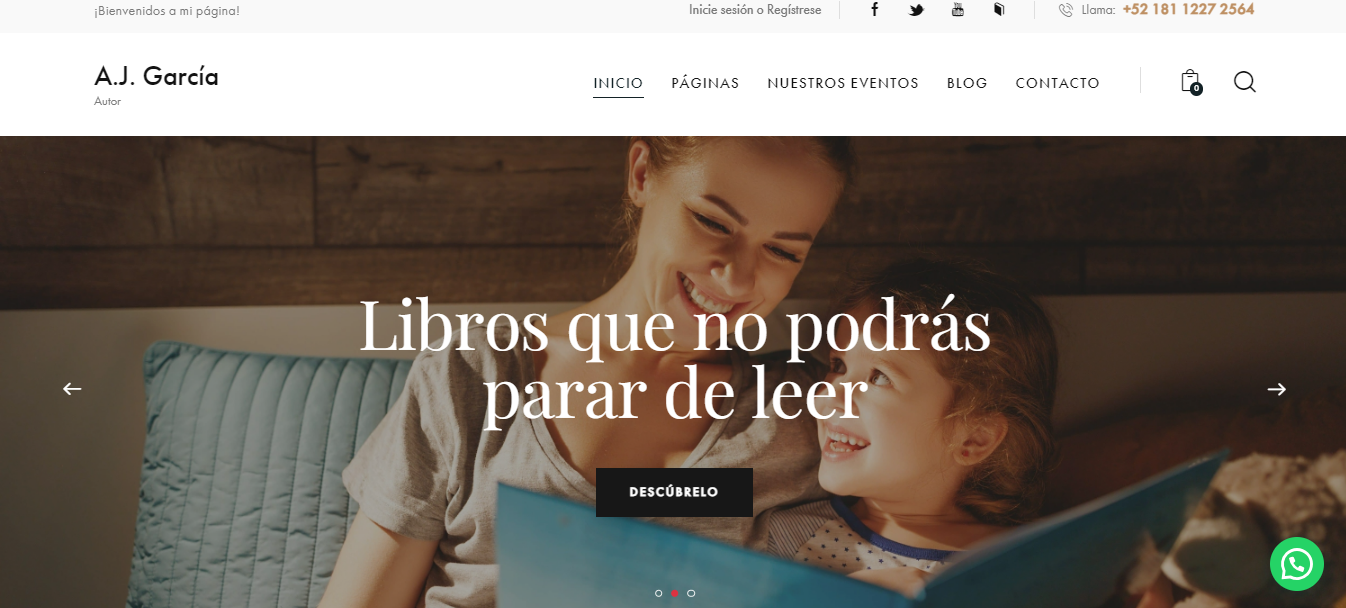 ¡Bienvenidos a mi página!
Inicie sesión o Regístrese
Llama: +52 181 1227 2564
A.J. García
Autor
INICIO PÁGINAS NUESTROS EVENTOS BLOG CONTACTO
0
Libros que no podrás
parar de leer
DESCÚBRELO